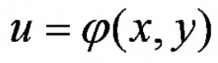 u = φ(x, y)